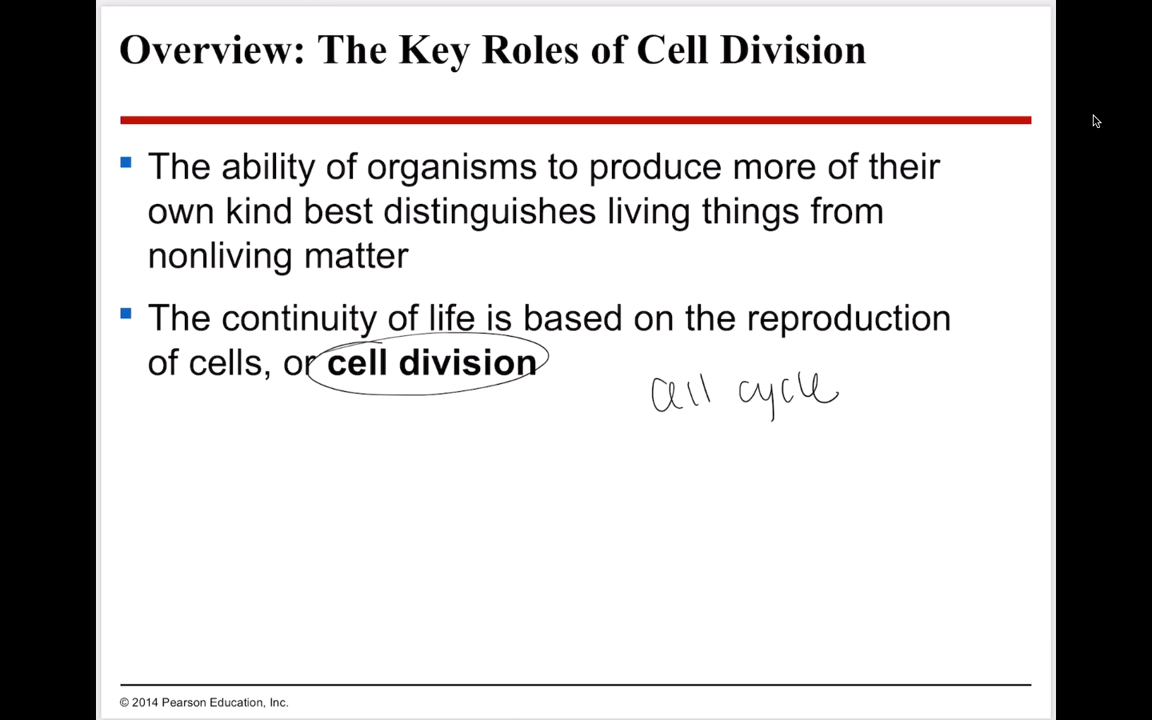 Overview: The Key Roles of Cell Division
The ability of organisms to produce more of their
own kind best distinguishes living things from
nonliving matter
The continuity of life is based on the reproduction
of cells, or cell division
cell cycle
© 2014 Pearson Education, Inc.